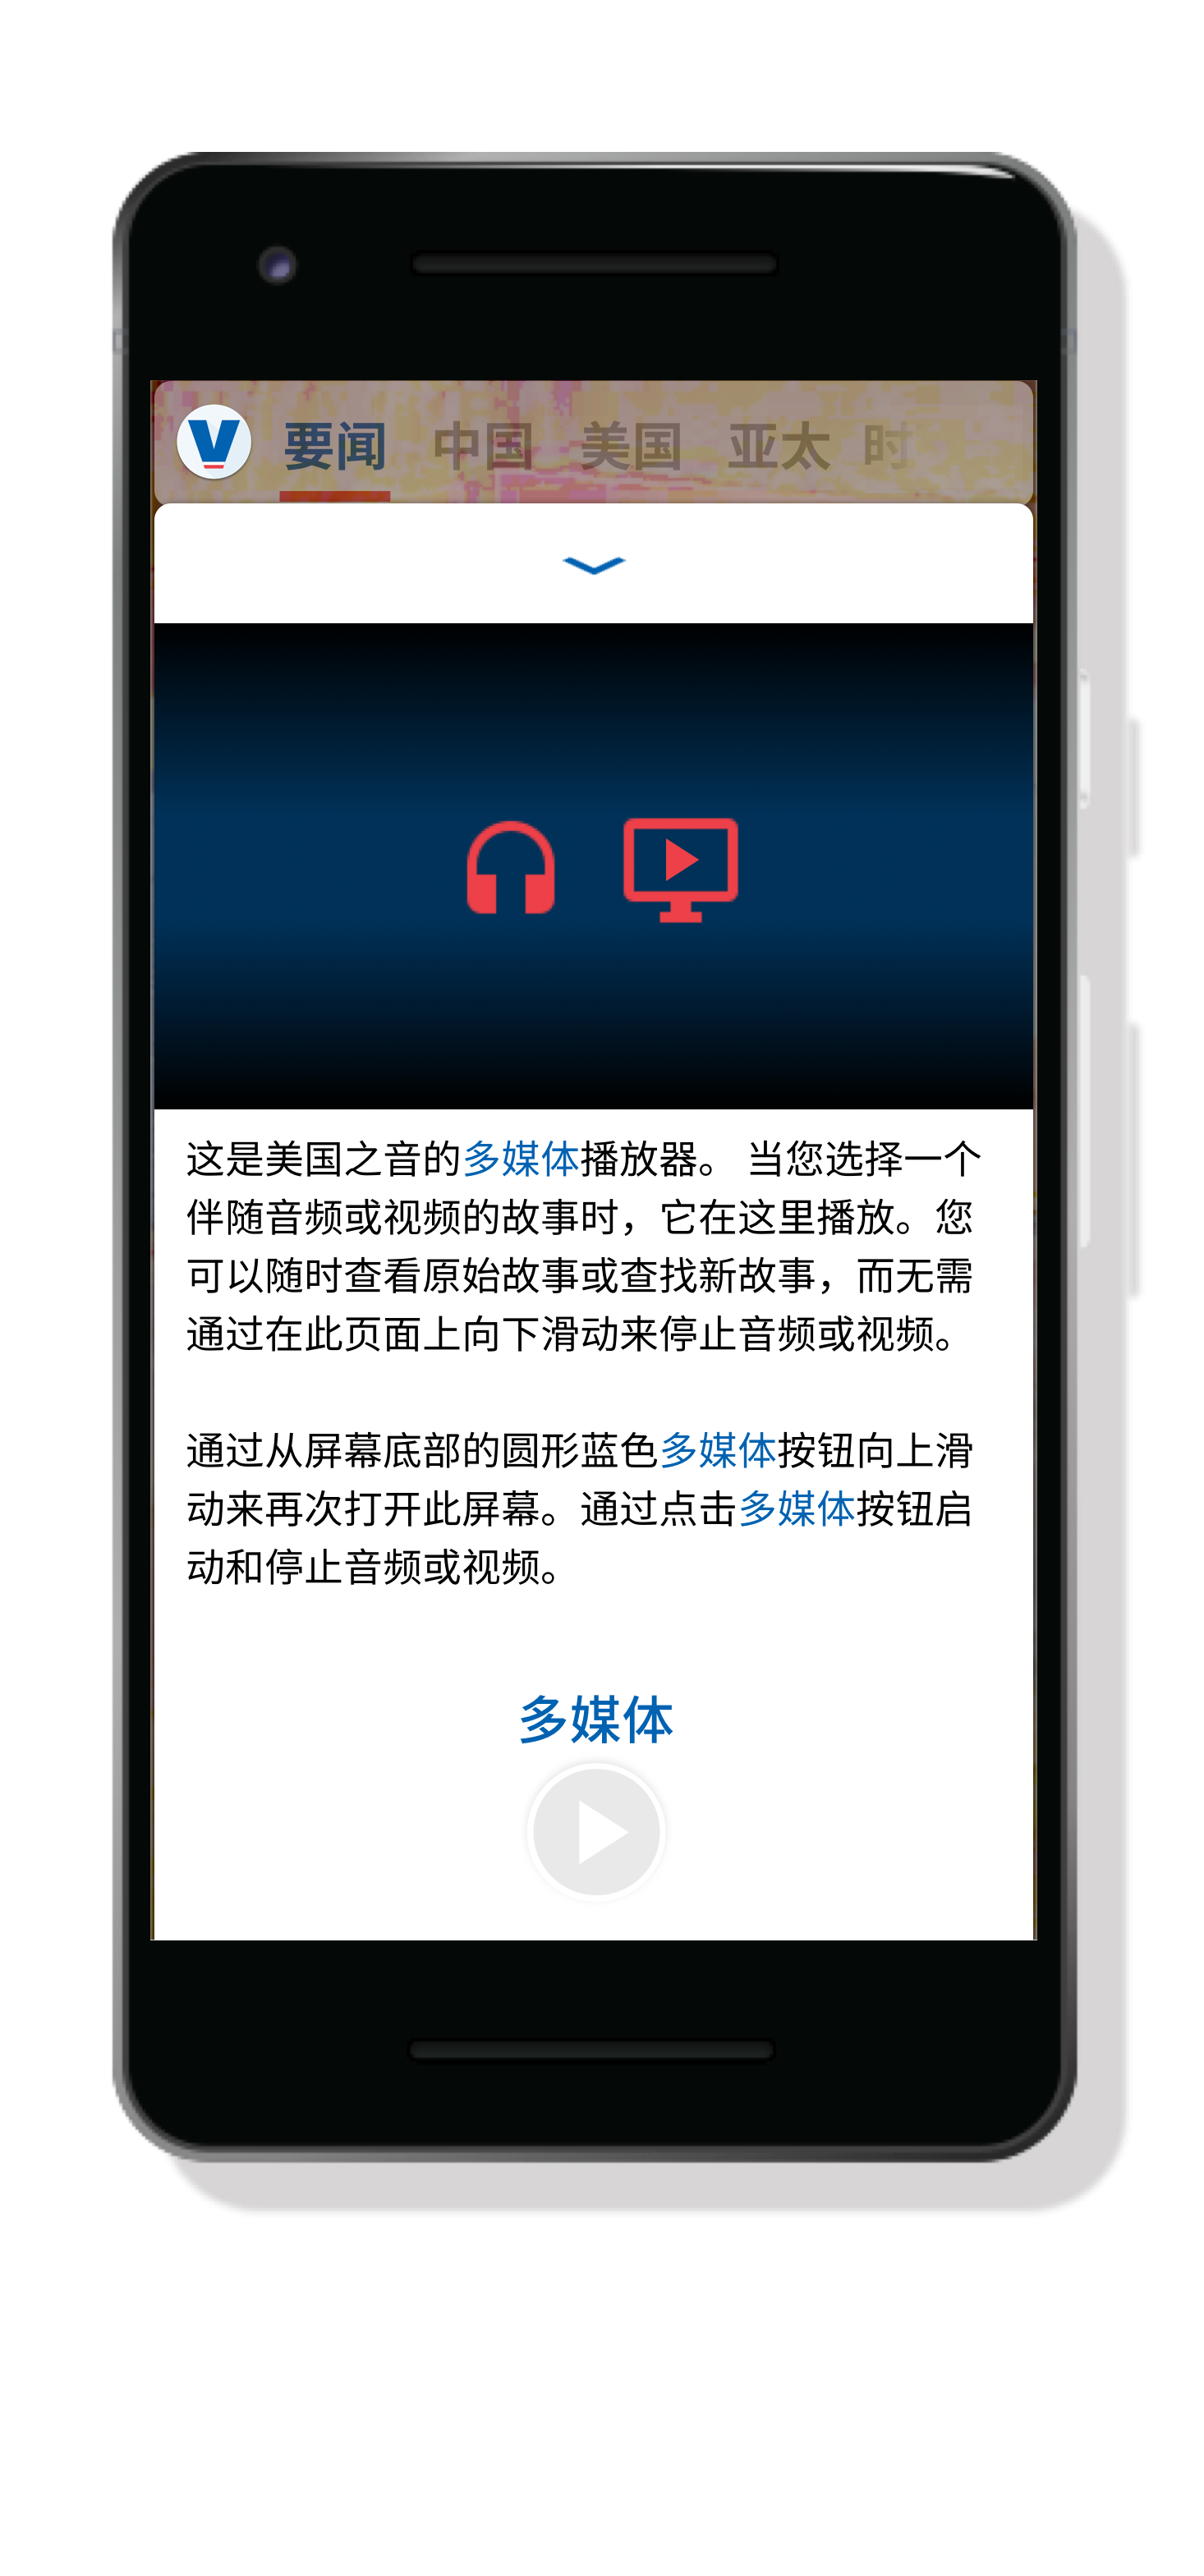 V 要闻 中国 美国 亚太 时
这是美国之音的多媒体播放器。 当您选择一个
伴随音频或视频的故事时，它在这里播放。您
可以随时查看原始故事或查找新故事，而无需
通过在此页面上向下滑动来停止音频或视频。
通过从屏幕底部的圆形蓝色多媒体按钮向上滑
动来再次打开此屏幕。通过点击多媒体按钮启
动和停止音频或视频。
多媒体